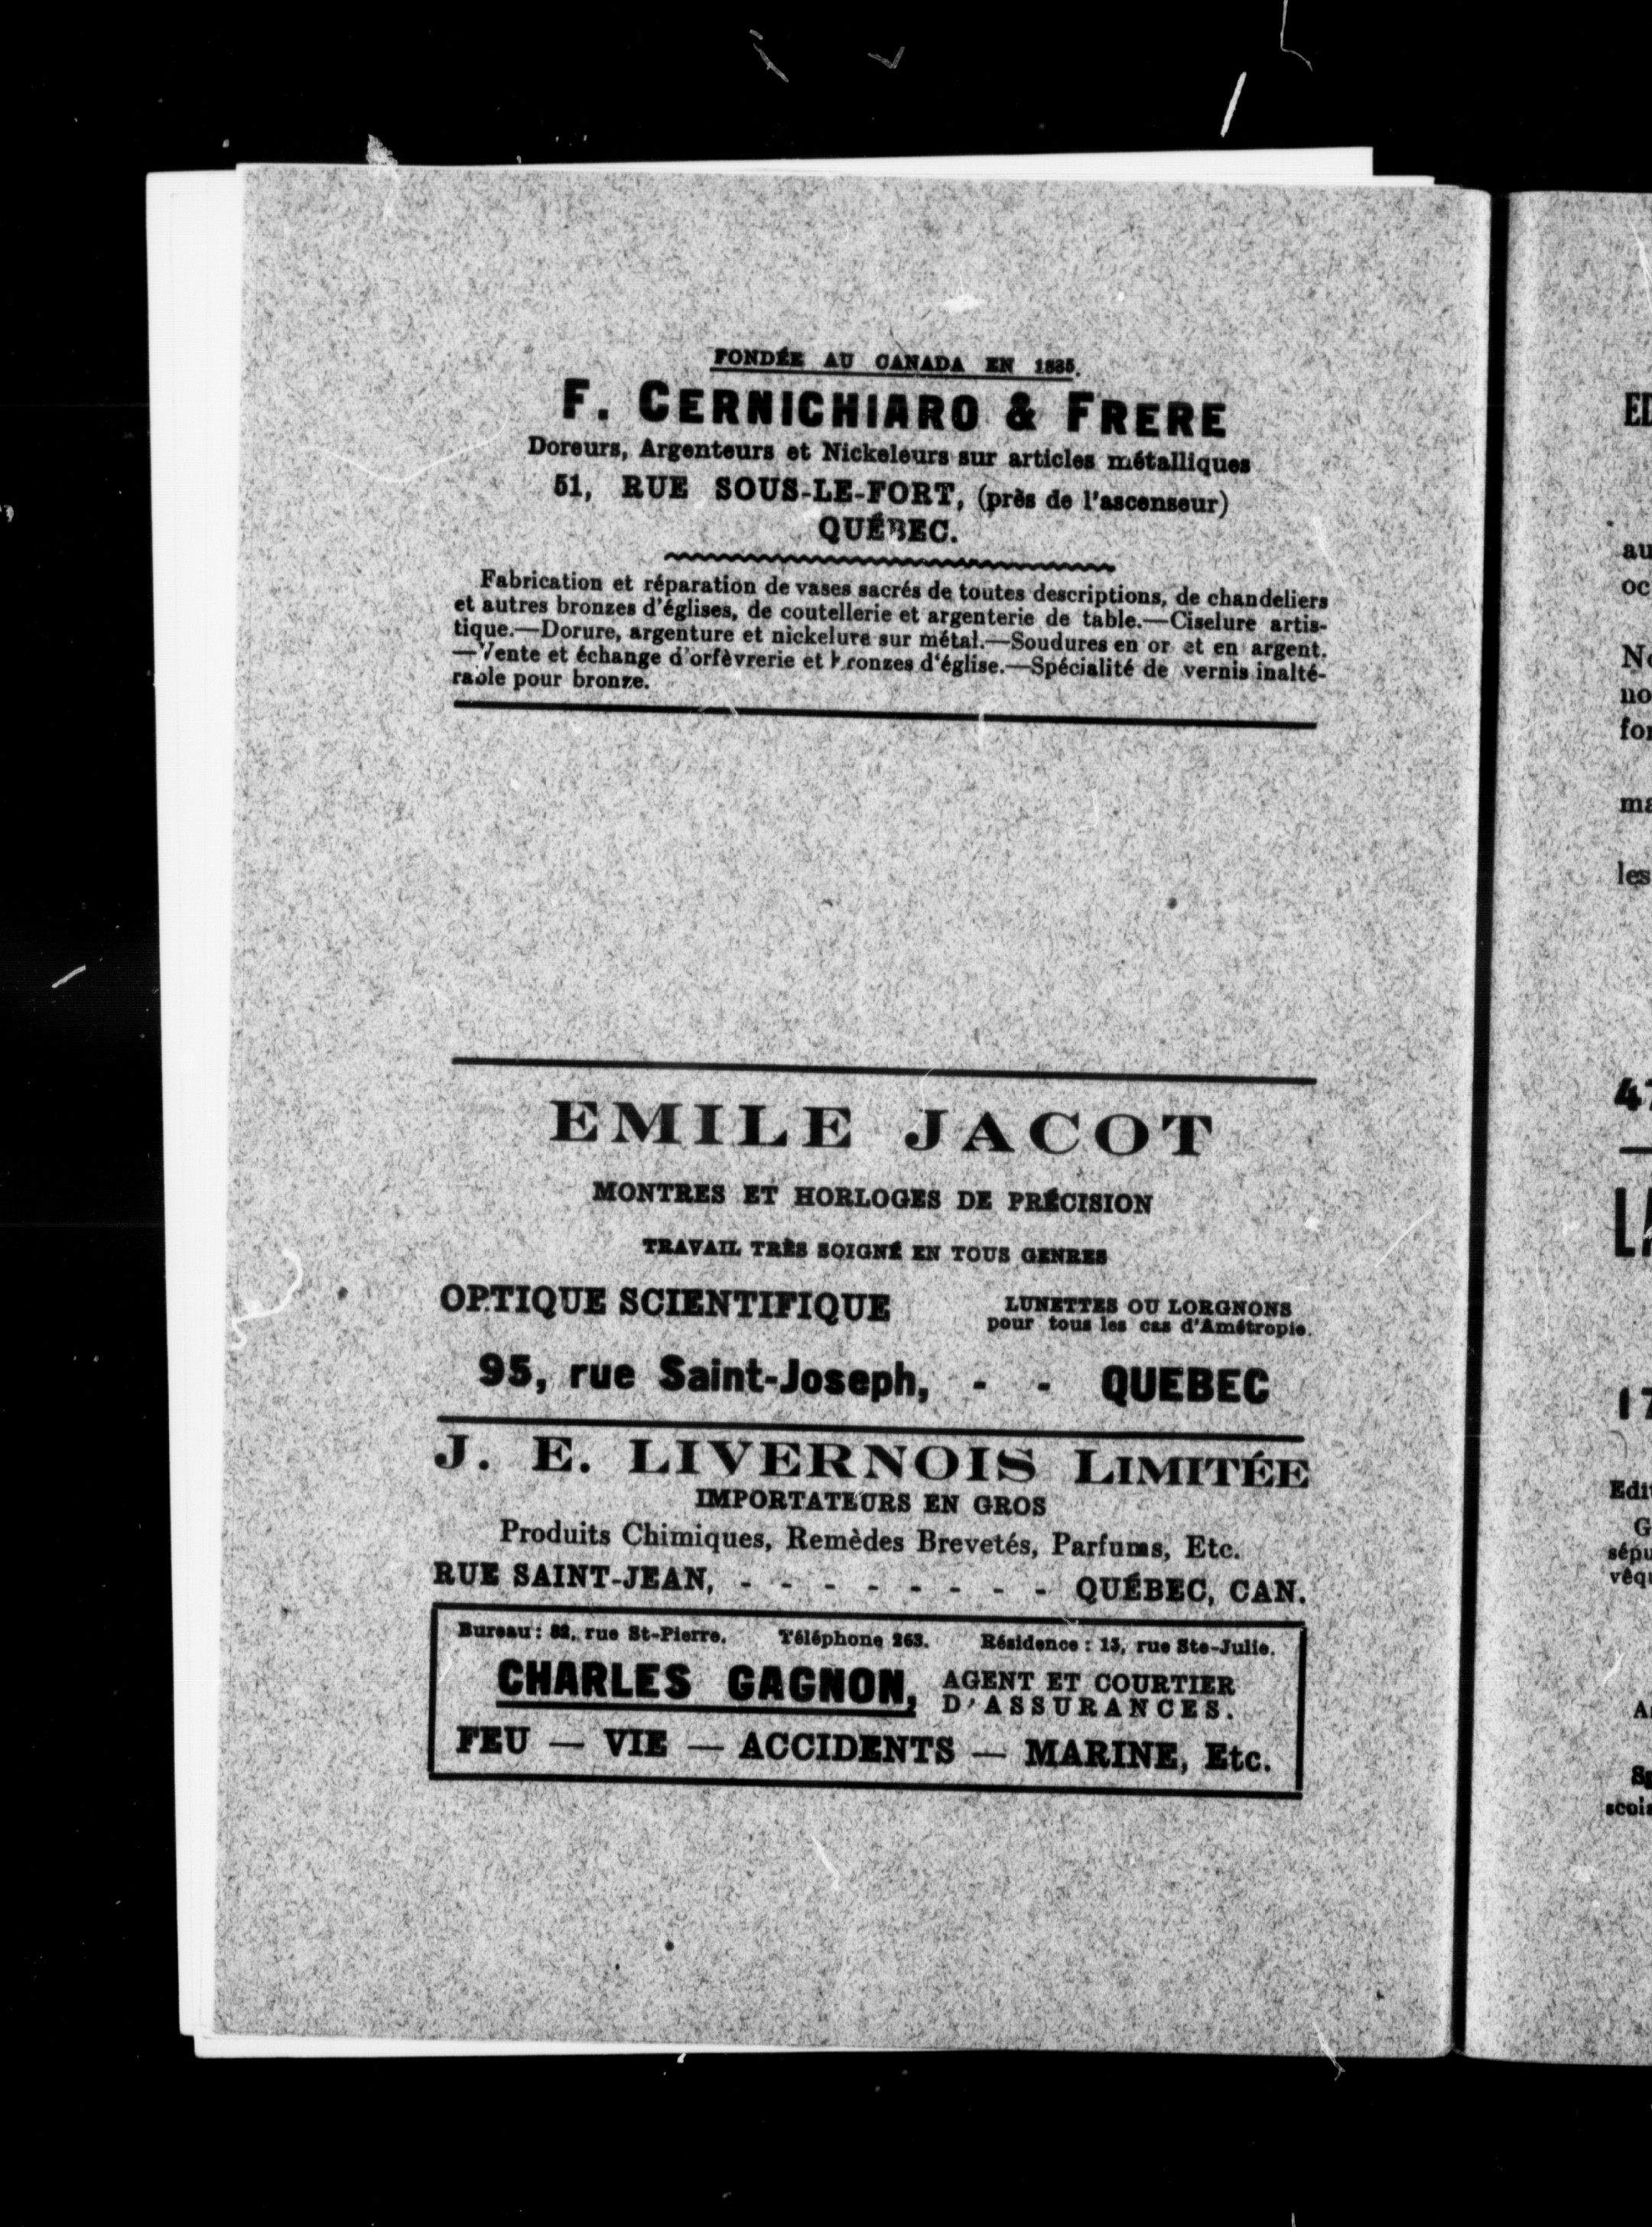 FONDÉE AU CANADA EN 1885.
F. CERNICHIARO & FRERE
Doreurs, Argenteurs et Nickeleurs sur articles métalliques
51, RUE SOUS-LE-FORT, (près de l'ascenseur)
QUÉBEC.
Fabrication et réparation de vases sacrés de toutes descriptions, de chandeliers
et autres bronzes d'églises, de coutellerie et argenterie de table.—Ciselure artis-
tique.—Dorure, argenture et nickelure sur métal.—Soudures en or et en argent.
—Vente et échange d'orfèvrerie et bronzes d'église.—Spécialité de vernis inalté-
rable pour bronze.
EMILE JACOT
MONTRES ET HORLOGES DE PRÉCISION
TRAVAIL TRÈS SOIGNÉ EN TOUS GENRES
OPTIQUE SCIENTIFIQUE
LUNETTES OU LORGNONS
pour tous les cas d'Amétropie.
95, rue Saint-Joseph, - - QUEBEC
J. E. LIVERNOIS LIMITÉE
IMPORTATEURS EN GROS
Produits Chimiques, Remèdes Brevetés, Parfums, Etc.
RUE SAINT-JEAN, - - - - - - - - QUÉBEC, CAN.
Bureau: 82, rue St-Pierre. Téléphone 263. Résidence: 13, rue Ste-Julie.
CHARLES GAGNON, AGENT ET COURTIER
D'ASSURANCES.
FEU — VIE — ACCIDENTS — MARINE, Etc.